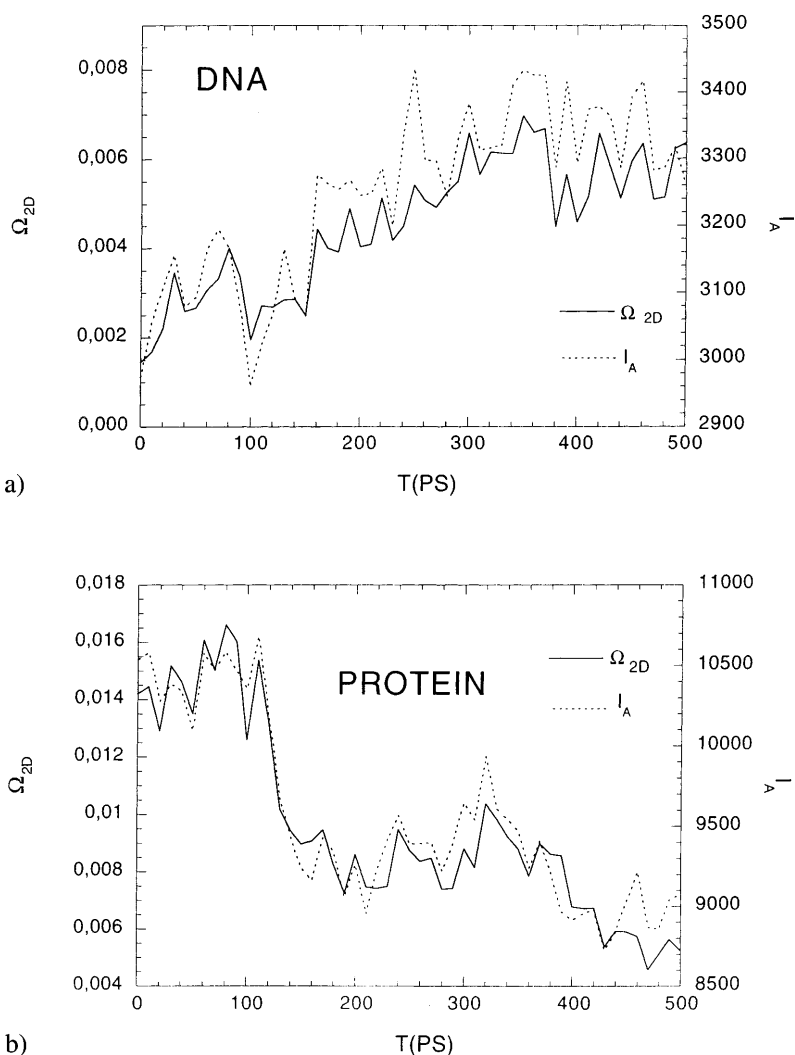 DNA
0,008
0,006
0,004
0,002
0,000
Ω2D
3500
3400
3300
3200
3100
3000
2900
IA
Ω 2D
IA
0
100
200
300
400
500
T(PS)
a)
PROTEIN
0,018
0,016
0,014
0,012
0,01
0,008
0,006
0,004
Ω2D
11000
10500
10000
9500
9000
8500
IA
Ω 2D
IA
0
100
200
300
400
500
T(PS)
b)